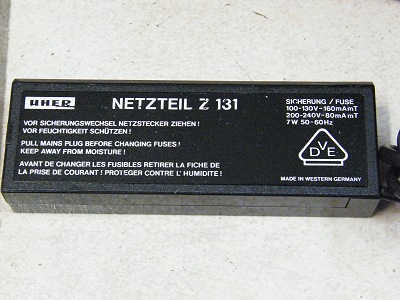 UHER
NETZTEIL Z 131
VOR SICHERUNGSWECHSEL NETZSTECKER ZIEHEN!
VOR FEUCHTIGKEIT SCHÜTZEN!
PULL MAINS PLUG BEFORE CHANGING FUSES!
KEEP AWAY FROM MOISTURE!
AVANT DE CHANGER LES FUSIBLES RETIRER LA FICHE DE
LA PRISE DE COURANT! PROTEGER CONTRE L'HUMIDITE!
SICHERUNG / FUSE
100-130V-160mAmT
200-240V-80mAmT
7W 50-60Hz
DVE
MADE IN WESTERN GERMANY